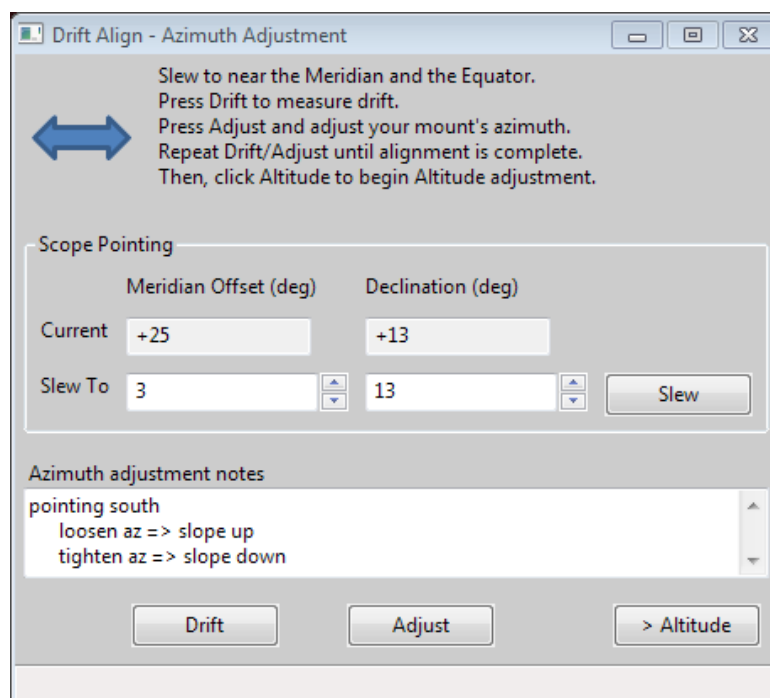 Drift Align - Azimuth Adjustment
Slew to near the Meridian and the Equator.
Press Drift to measure drift.
Press Adjust and adjust your mount's azimuth.
Repeat Drift/Adjust until alignment is complete.
Then, click Altitude to begin Altitude adjustment.
Scope Pointing
Meridian Offset (deg) Declination (deg)
Current +25 +13
Slew To 3 13 Slew
Azimuth adjustment notes
pointing south
loosen az => slope up
tighten az => slope down
Drift Adjust > Altitude